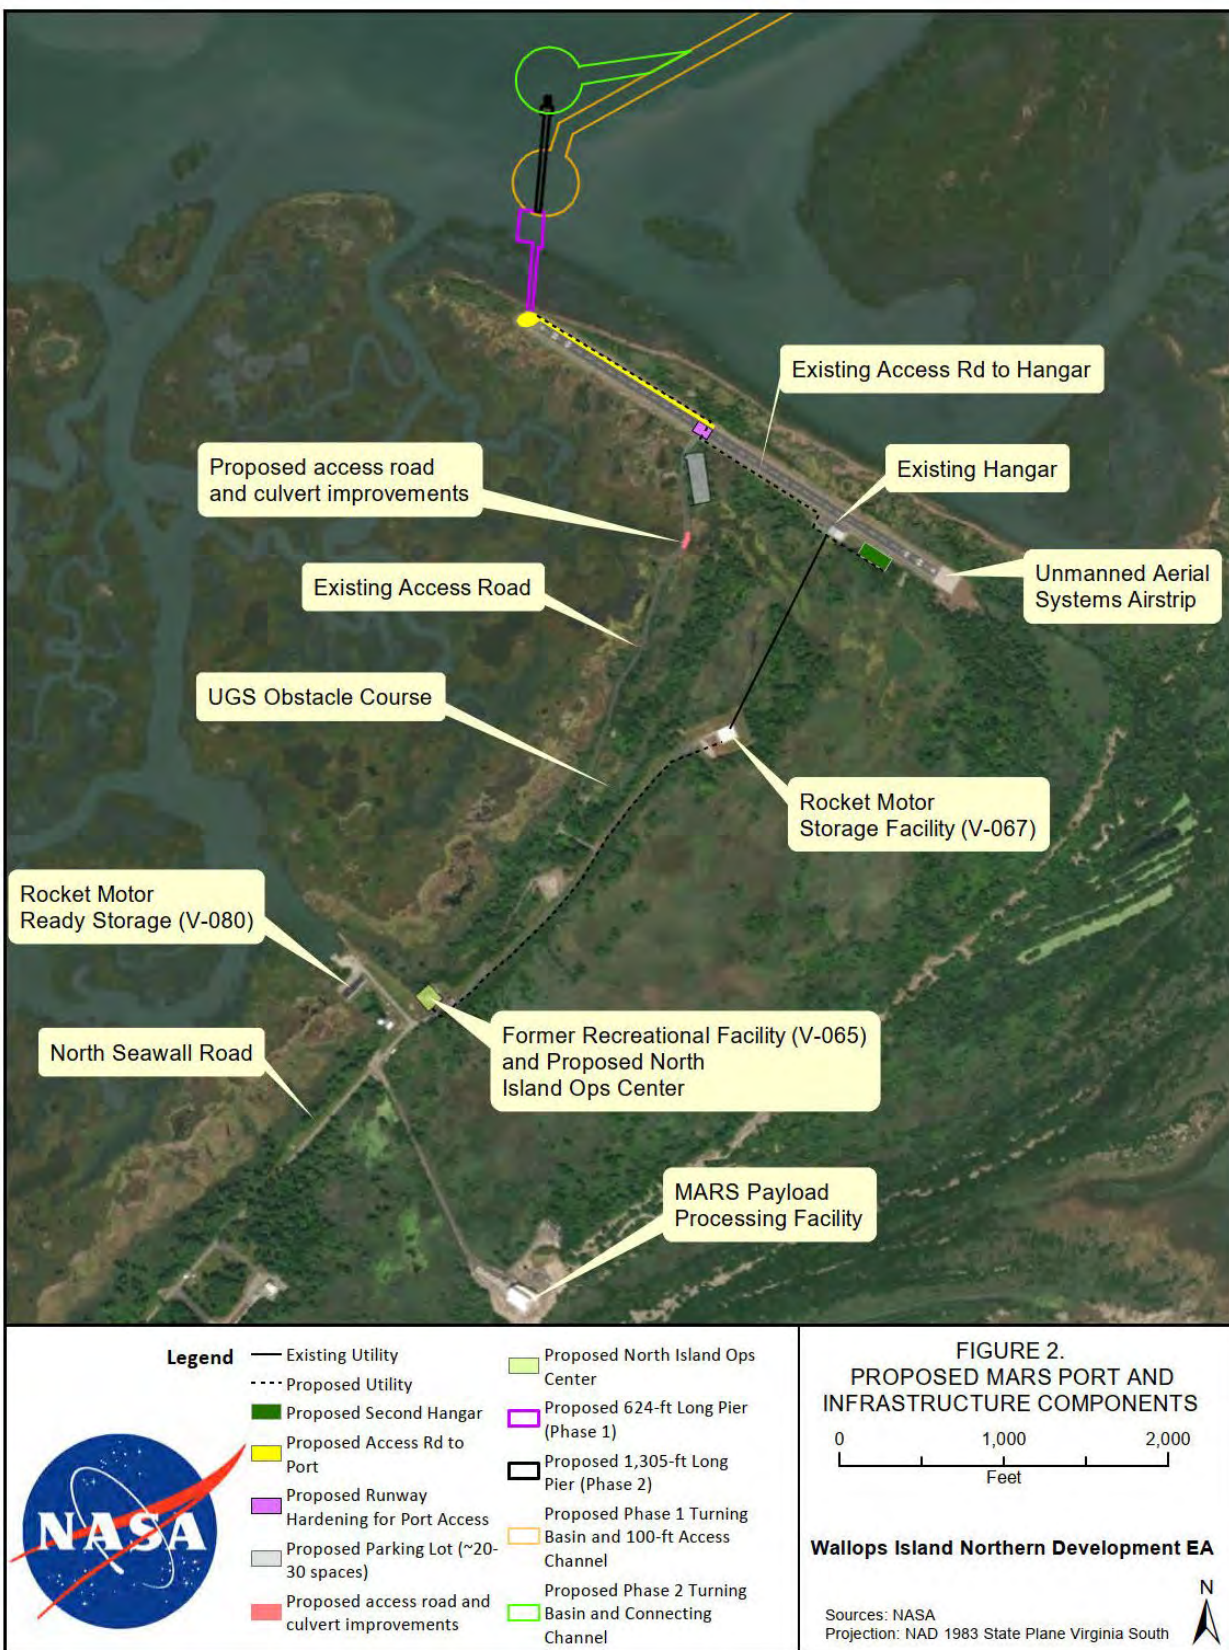 Existing Access Rd to Hangar
Existing Hangar
Proposed access road
and culvert improvements
Unmanned Aerial
Systems Airstrip
Existing Access Road
UGS Obstacle Course
Rocket Motor
Storage Facility (V-067)
Rocket Motor
Ready Storage (V-080)
Former Recreational Facility (V-065)
and Proposed North
Island Ops Center
North Seawall Road
MARS Payload
Processing Facility
Legend
Existing Utility
Proposed Utility
Proposed Second Hangar
Proposed Access Rd to
Port
Proposed Runway
Hardening for Port Access
Proposed Parking Lot (~20-
30 spaces)
Proposed access road and
culvert improvements
Proposed North Island Ops
Center
Proposed 624-ft Long Pier
(Phase 1)
Proposed 1,305-ft Long
Pier (Phase 2)
Proposed Phase 1 Turning
Basin and 100-ft Access
Channel
Proposed Phase 2 Turning
Basin and Connecting
Channel
NASA
FIGURE 2.
PROPOSED MARS PORT AND
INFRASTRUCTURE COMPONENTS
0 1,000 2,000
Feet
Wallops Island Northern Development EA
N
Sources: NASA
Projection: NAD 1983 State Plane Virginia South